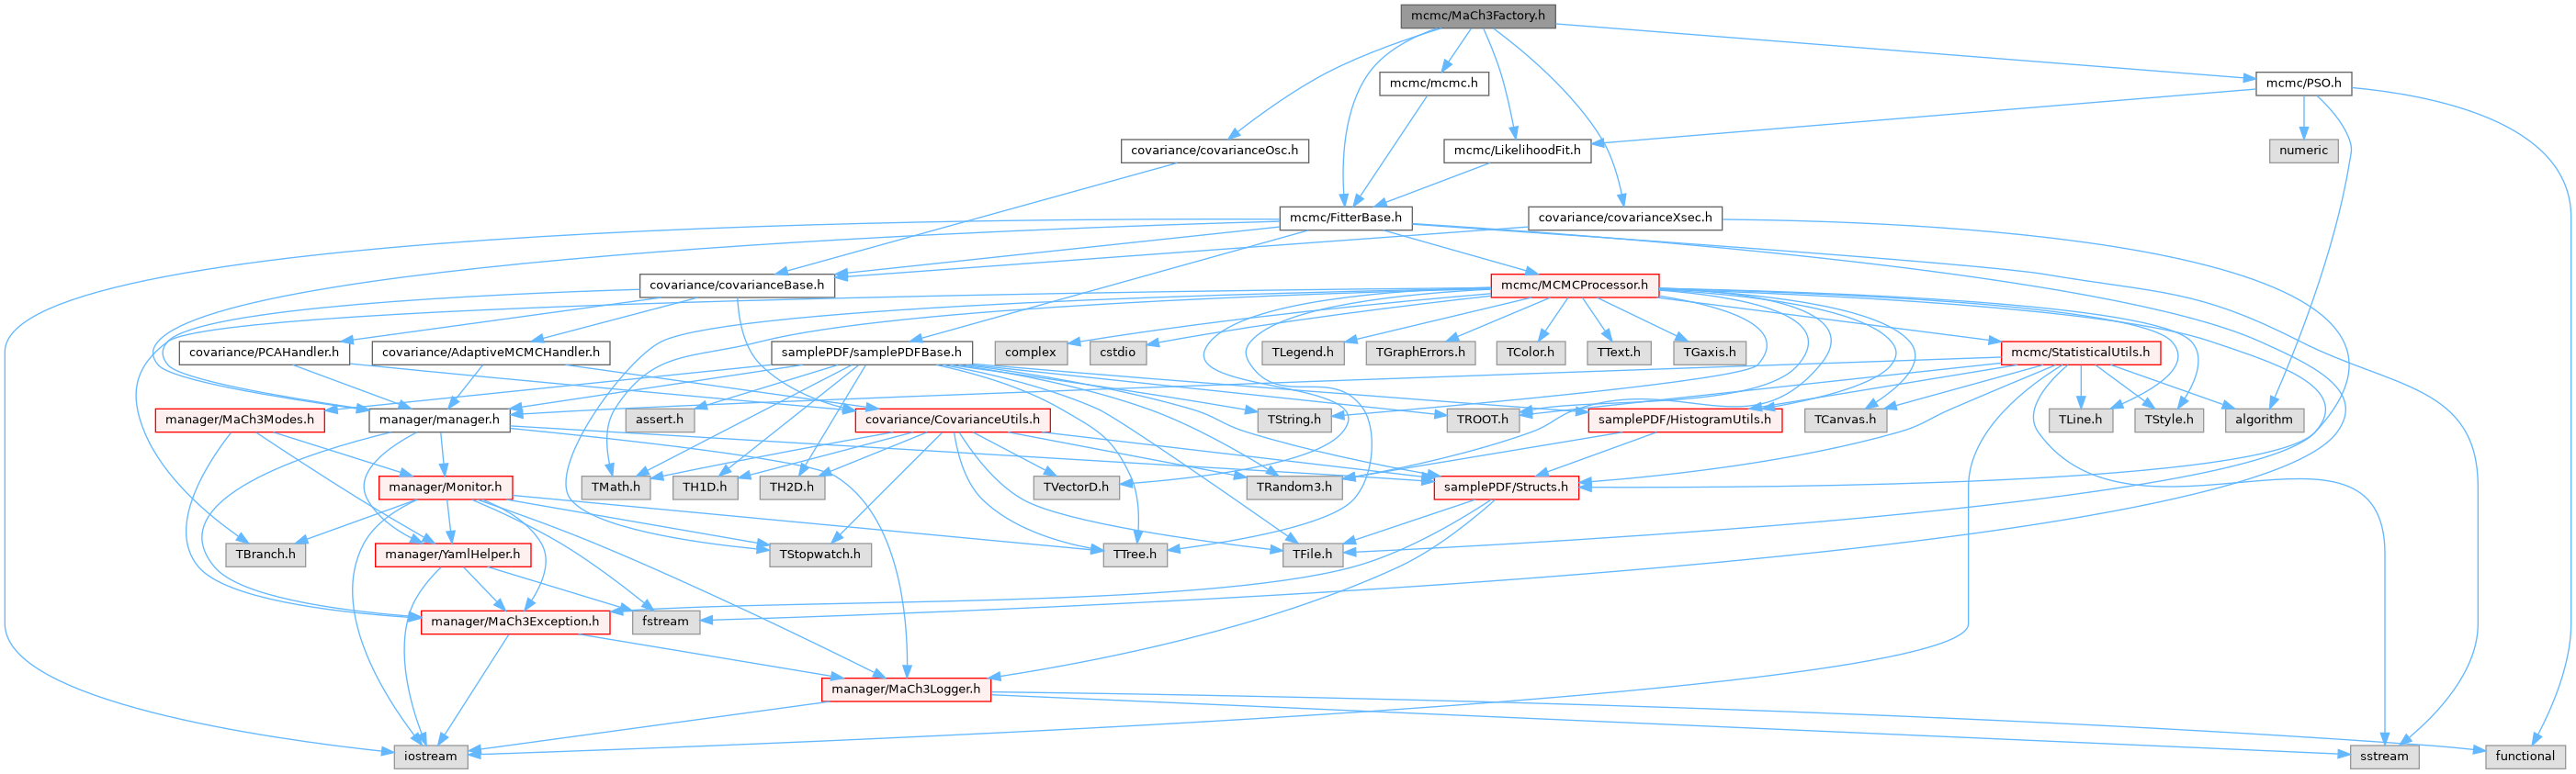 mcmc/MaCh3Factory.h
mcmc/mcmc.h
mcmc/PSO.h
covariance/covarianceOsc.h
mcmc/LikelihoodFit.h
numeric
mcmc/FitterBase.h
covariance/covarianceXsec.h
covariance/covarianceBase.h
mcmc/MCMCProcessor.h
covariance/PCAHandler.h
covariance/AdaptiveMCMCHandler.h
samplePDF/samplePDFBase.h
complex
cstdio
TLegend.h
TGraphErrors.h
TColor.h
TText.h
TGaxis.h
mcmc/StatisticalUtils.h
manager/MaCh3Modes.h
manager/manager.h
assert.h
covariance/CovarianceUtils.h
TString.h
TROOT.h
samplePDF/HistogramUtils.h
TCanvas.h
TLine.h
TStyle.h
algorithm
manager/Monitor.h
TMath.h
TH1D.h
TH2D.h
TVectorD.h
TRandom3.h
samplePDF/Structs.h
TBranch.h
manager/YamlHelper.h
TStopwatch.h
TTree.h
TFile.h
manager/MaCh3Exception.h
fstream
manager/MaCh3Logger.h
iostream
sstream
functional